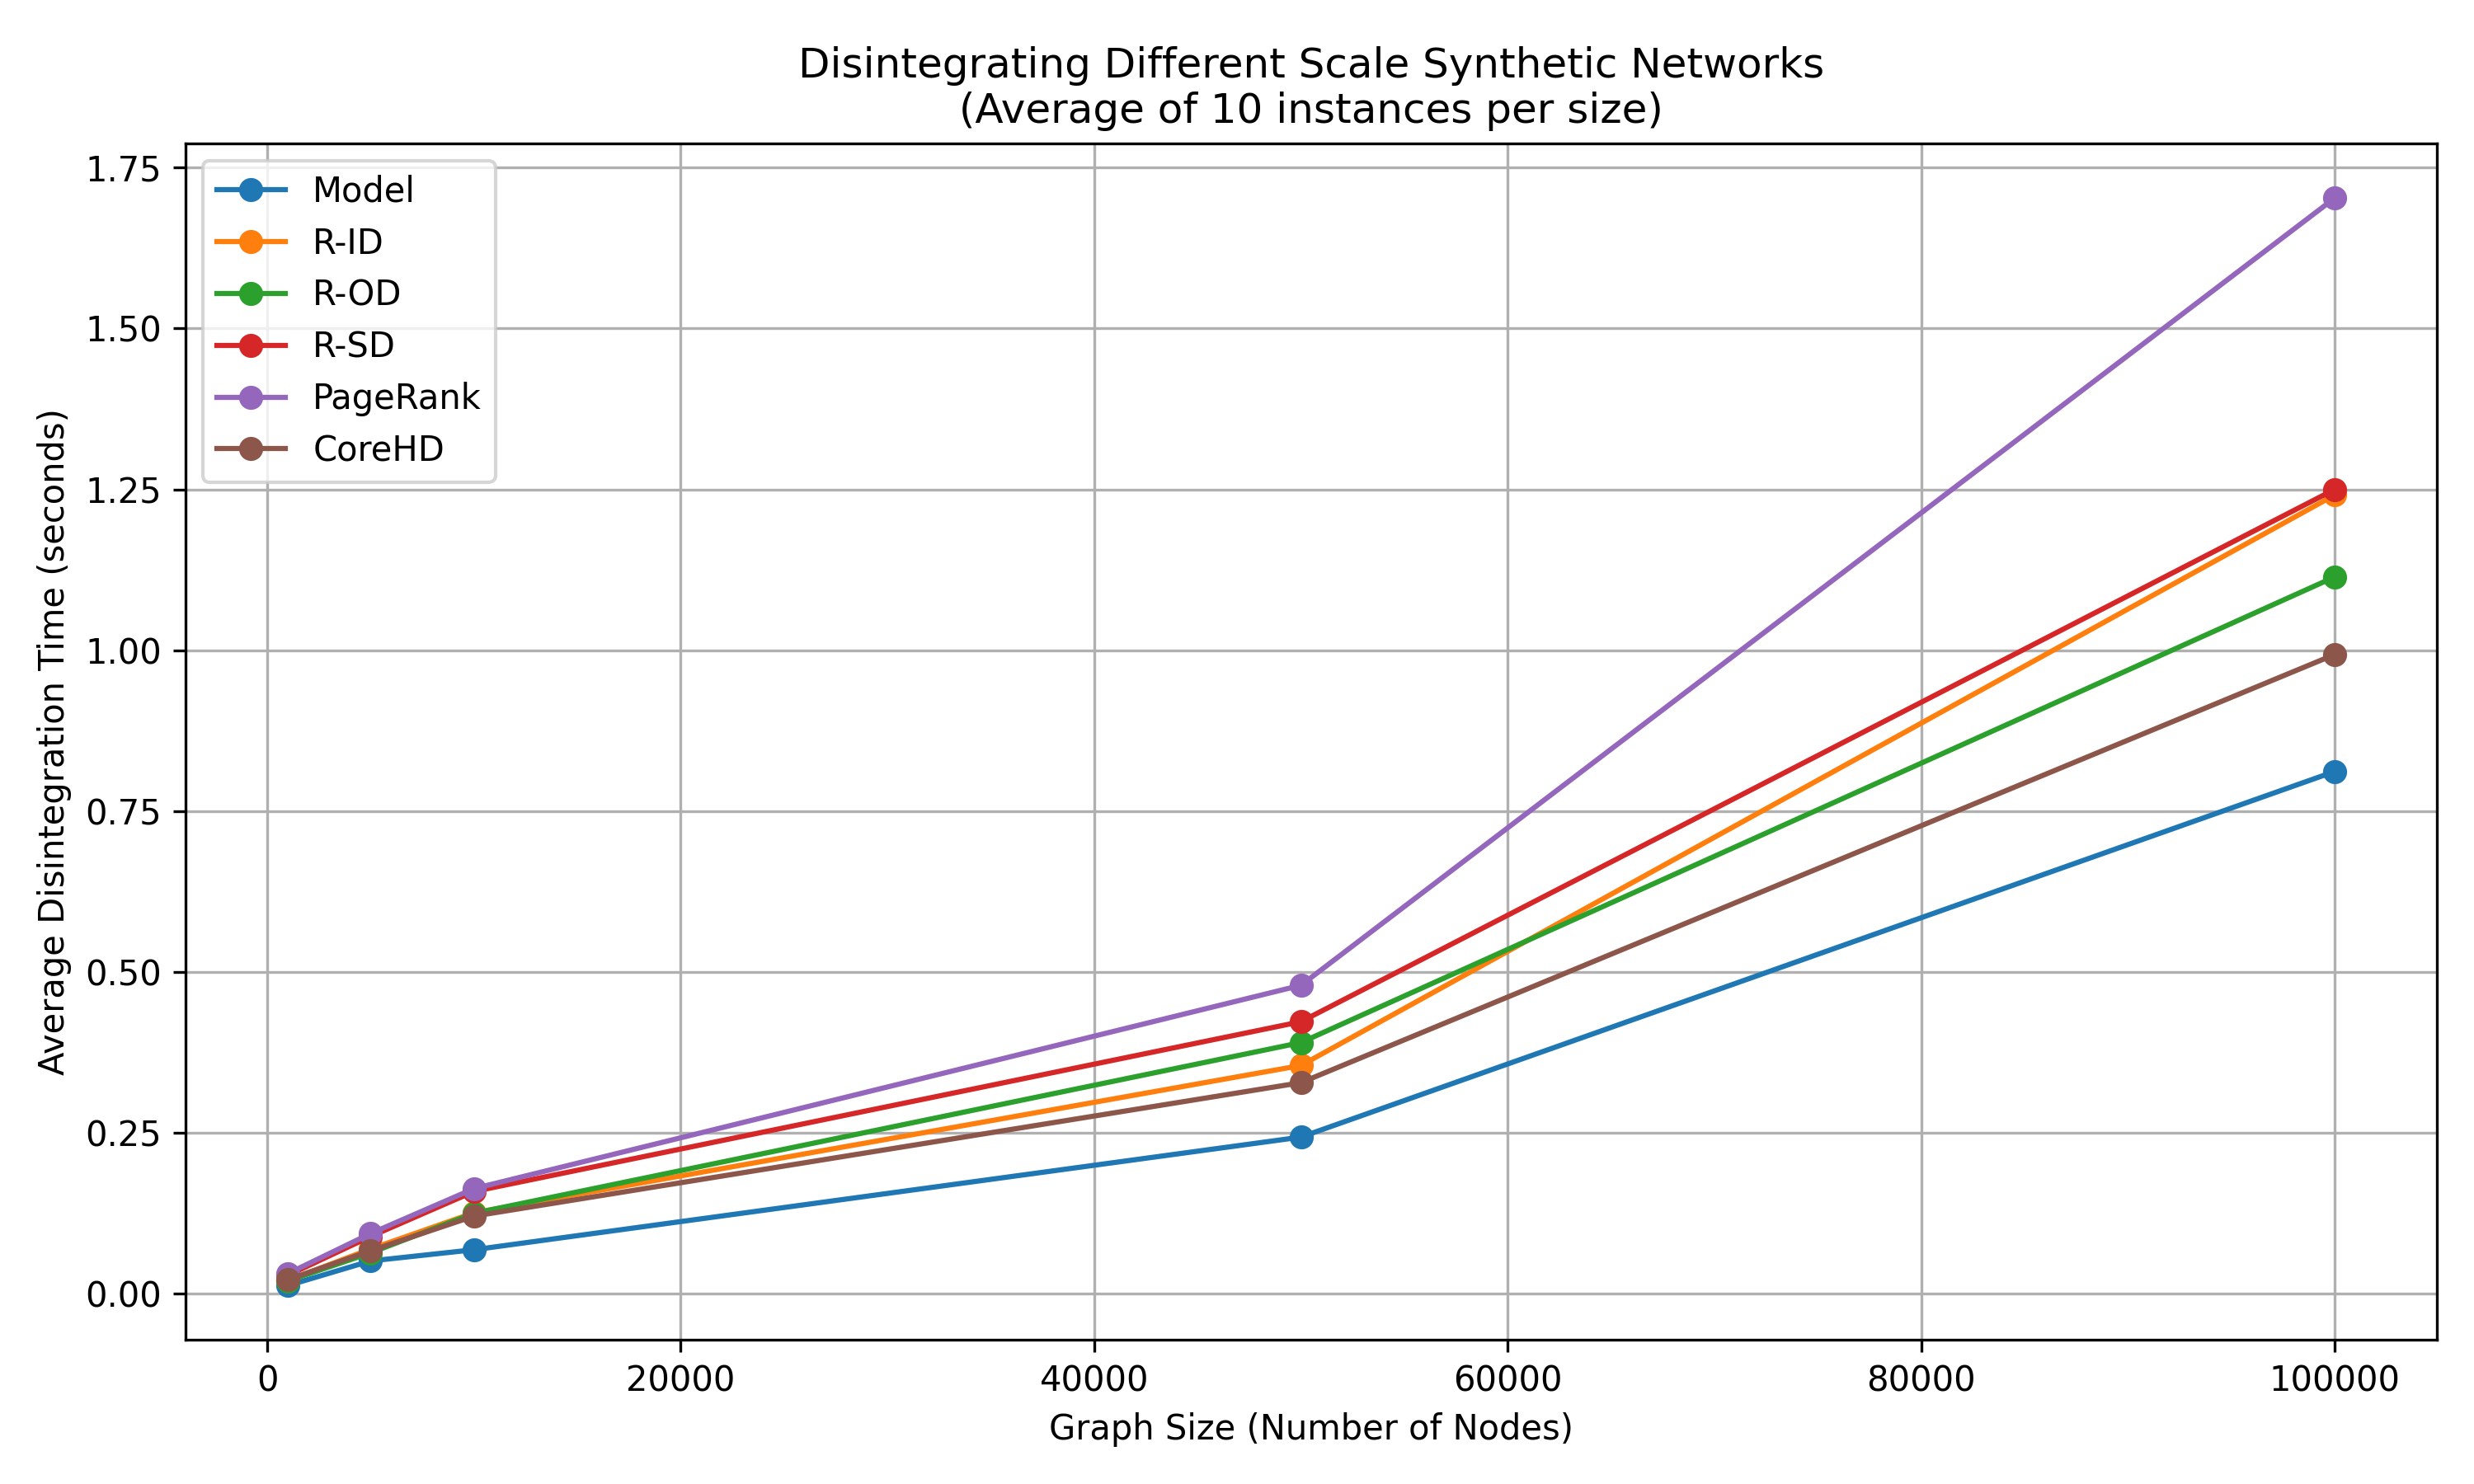 Disintegrating Different Scale Synthetic Networks
(Average of 10 instances per size)
1.75
1.50
1.25
1.00
0.75
0.50
0.25
0.00
Average Disintegration Time (seconds)
Model
R-ID
R-OD
R-SD
PageRank
CoreHD
0 20000 40000 60000 80000 100000
Graph Size (Number of Nodes)